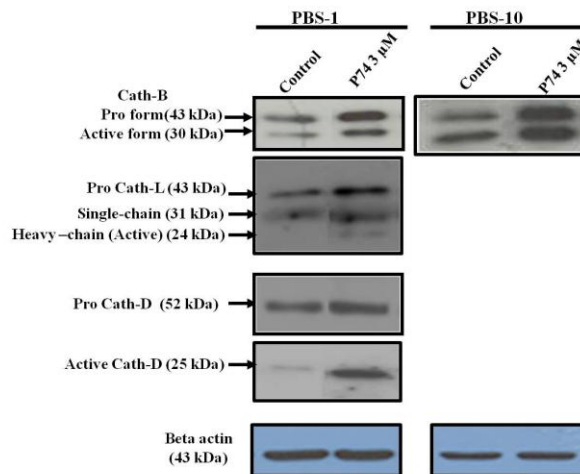 PBS-1 PBS-10
Control P74 3 µM Control P74 3 µM
Cath-B
Pro form(43 kDa)
Active form (30 kDa)
Pro Cath-L (43 kDa)
Single-chain (31 kDa)
Heavy –chain (Active) (24 kDa)
Pro Cath-D (52 kDa)
Active Cath-D (25 kDa)
Beta actin
(43 kDa)